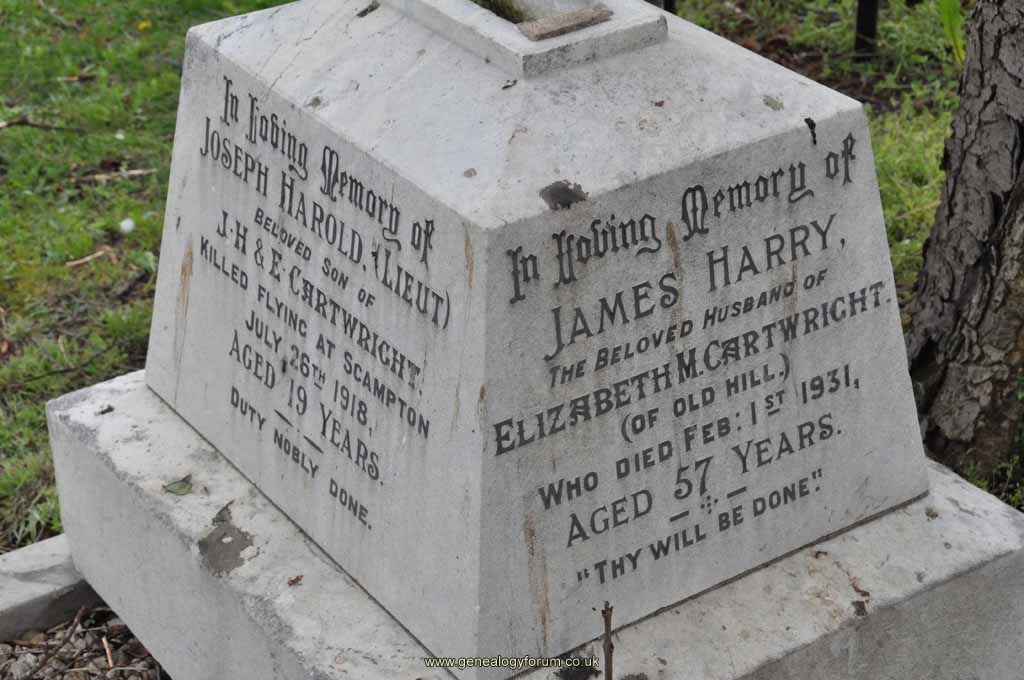 In Loving Memory of
JOSEPH HAROLD, (LIEUT)
BELOVED SON OF
J.H & E. CARTWRIGHT.
KILLED FLYING AT SCAMPTON
JULY 26TH 1918,
AGED 19 YEARS.
DUTY NOBLY DONE.
In Loving Memory of
JAMES HARRY,
THE BELOVED HUSBAND OF
ELIZABETH M. CARTWRIGHT.
(OF OLD HILL.)
WHO DIED FEB: 1ST 1931,
AGED 57 YEARS.
"THY WILL BE DONE".
www.genealogyforum.co.uk